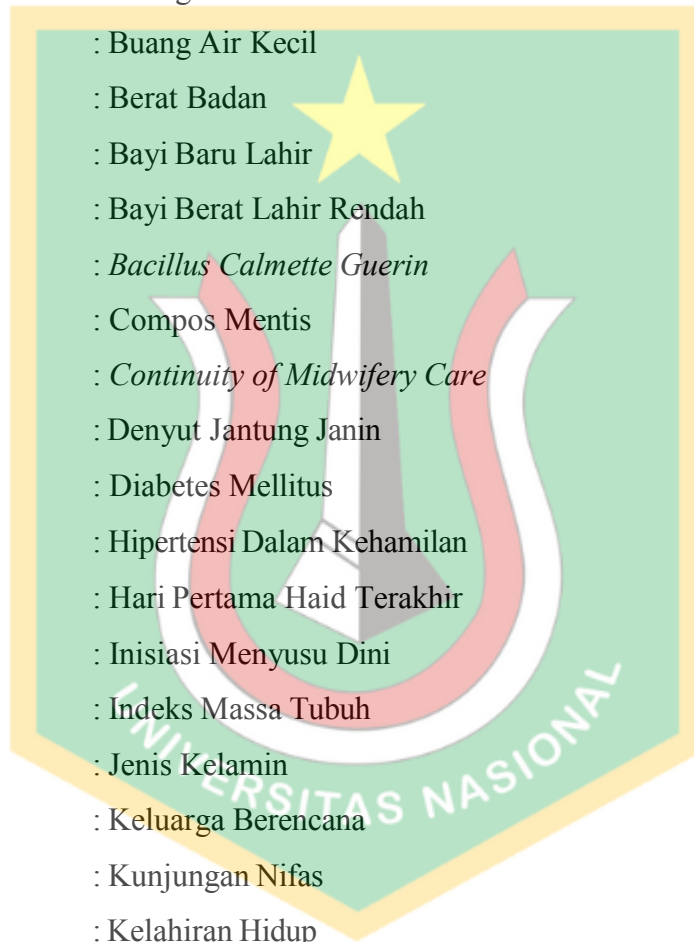 : Buang Air Kecil
: Berat Badan
: Bayi Baru Lahir
: Bayi Berat Lahir Rendah
: Bacillus Calmette Guerin
: Compos Mentis
: Continuity of Midwifery Care
: Denyut Jantung Janin
: Diabetes Mellitus
: Hipertensi Dalam Kehamilan
: Hari Pertama Haid Terakhir
: Inisiasi Menyusu Dini
: Indeks Massa Tubuh
: Jenis Kelamin
: Keluarga Berencana
: Kunjungan Nifas
: Kelahiran Hidup
UNIVERSITAS NASIONAL